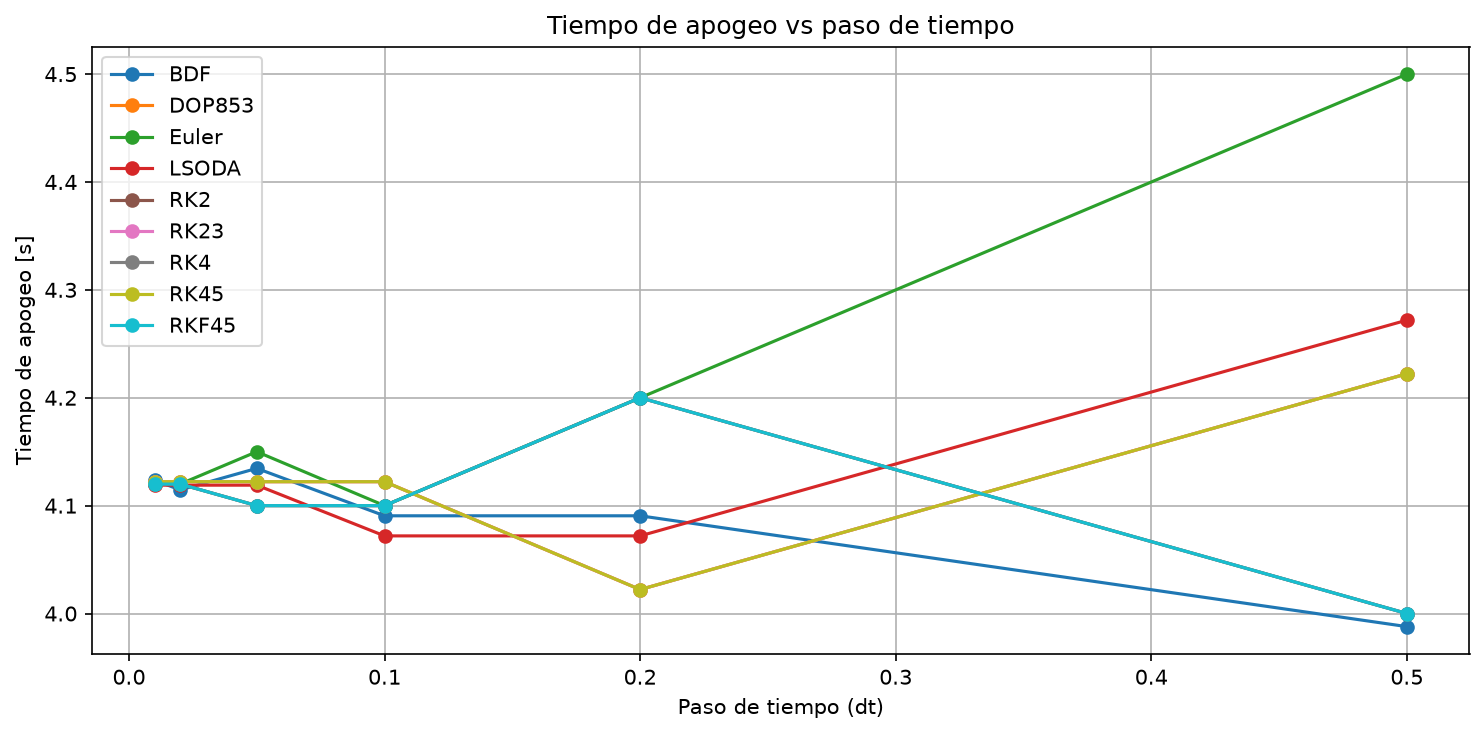 Tiempo de apogeo vs paso de tiempo
Tiempo de apogeo [s]
4.5
4.4
4.3
4.2
4.1
4.0
BDF
DOP853
Euler
LSODA
RK2
RK23
RK4
RK45
RKF45
0.0 0.1 0.2 0.3 0.4 0.5
Paso de tiempo (dt)